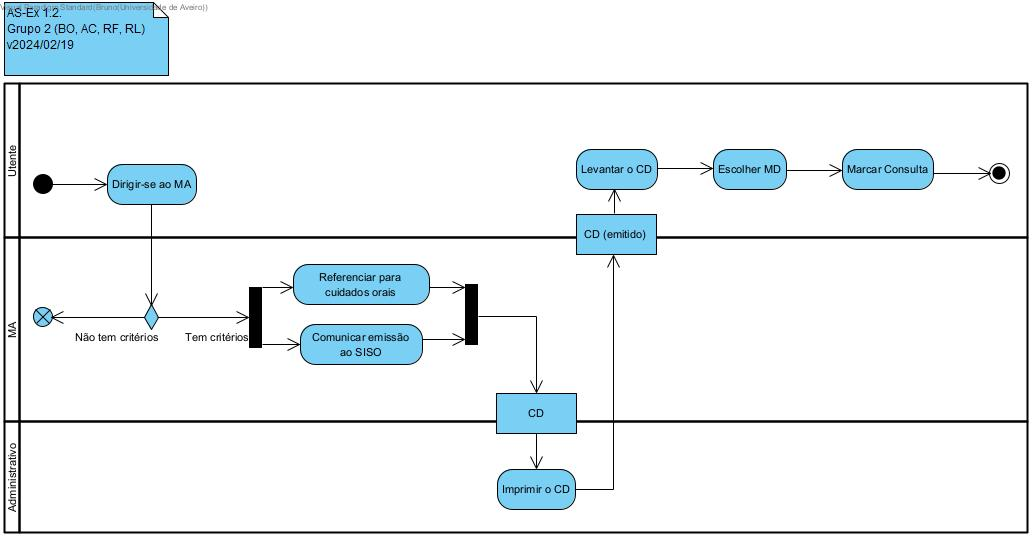 AS-Ex 1.2.
Grupo 2 (BO, AC, RF, RL)
v2024/02/19
Utente
Dirigir-se ao MA
Levantar o CD
Escolher MD
Marcar Consulta
CD (emitido)
MA
Referenciar para
cuidados orais
Não tem critérios
Tem critérios
Comunicar emissão
ao SISO
CD
Administrativo
Imprimir o CD